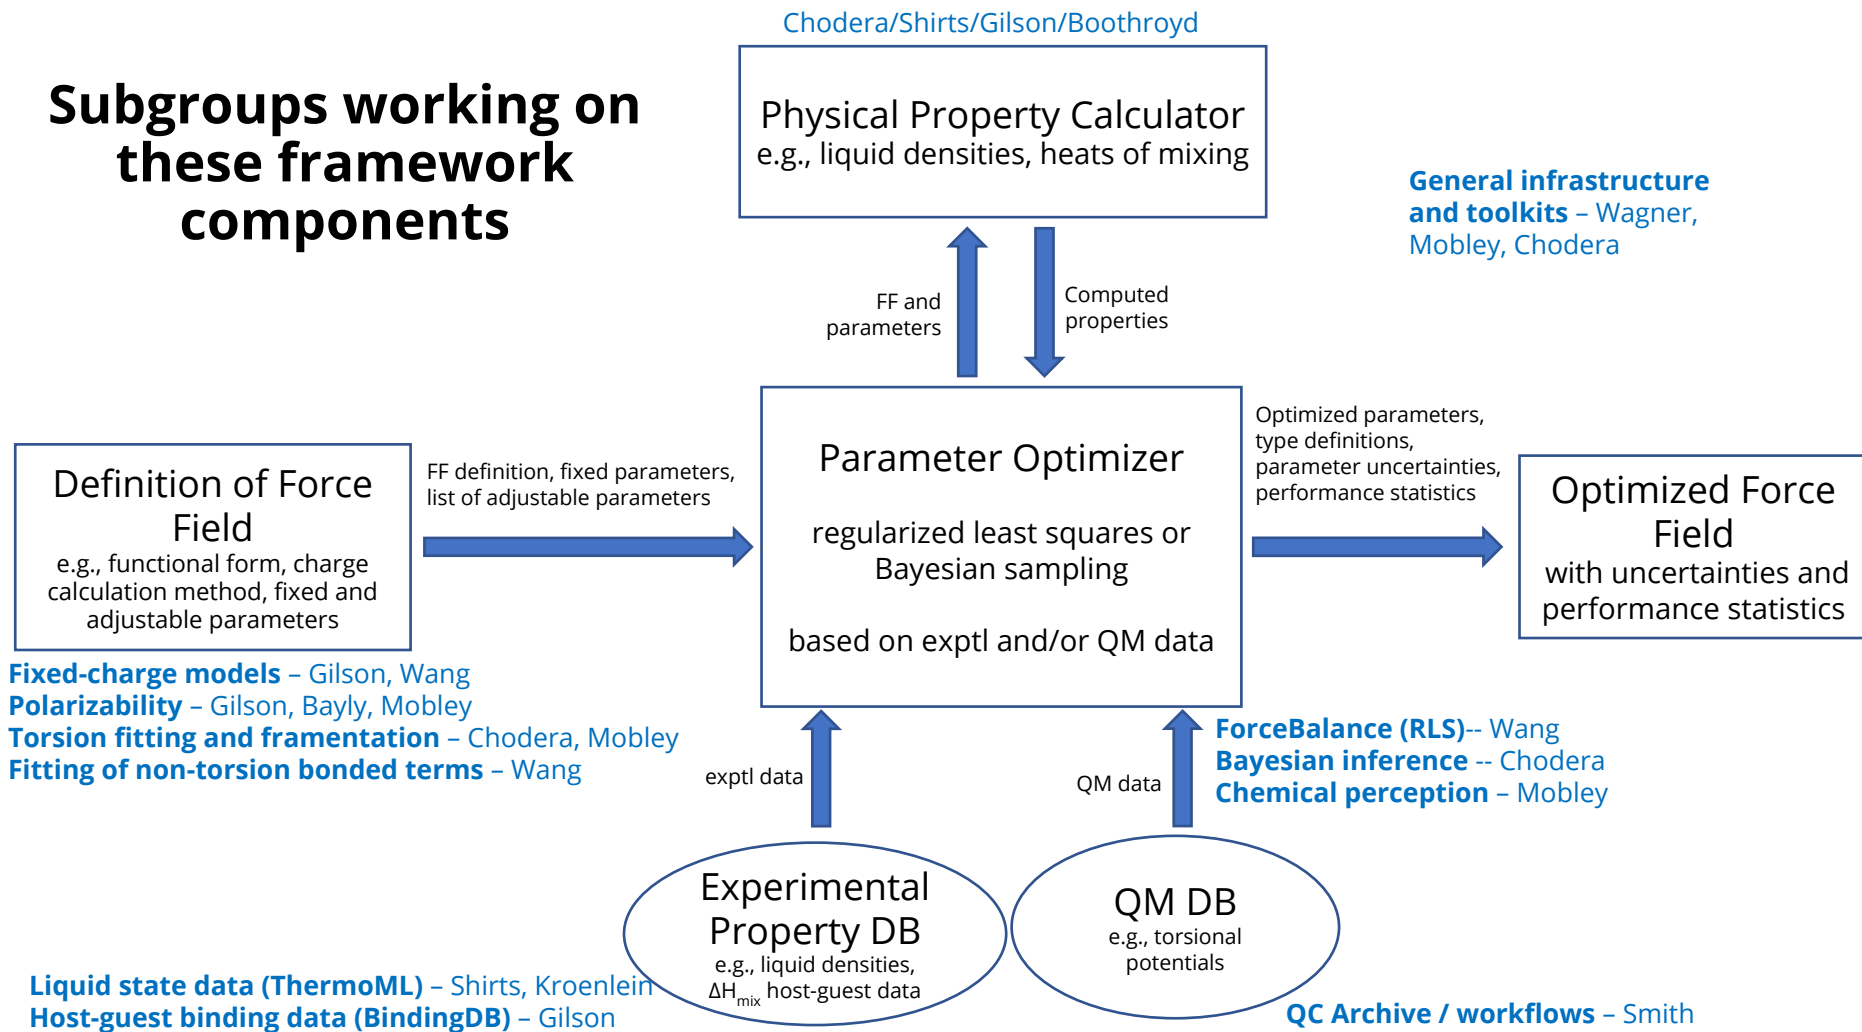 Chodera/Shirts/Gilson/Boothroyd
Subgroups working on
these framework
components
Physical Property Calculator
e.g., liquid densities, heats of mixing
General infrastructure
and toolkits – Wagner,
Mobley, Chodera
FF and
parameters
Computed
properties
Definition of Force
Field
e.g., functional form, charge
calculation method, fixed and
adjustable parameters
FF definition, fixed parameters,
list of adjustable parameters
Parameter Optimizer
regularized least squares or
Bayesian sampling
based on exptl and/or QM data
Optimized parameters,
type definitions,
parameter uncertainties,
performance statistics
Optimized Force
Field
with uncertainties and
performance statistics
Fixed-charge models – Gilson, Wang
Polarizability – Gilson, Bayly, Mobley
Torsion fitting and framentation – Chodera, Mobley
Fitting of non-torsion bonded terms – Wang
exptl data
QM data
ForceBalance (RLS)-- Wang
Bayesian inference -- Chodera
Chemical perception – Mobley
Experimental
Property DB
e.g., liquid densities,
ΔHmix host-guest data
QM DB
e.g., torsional
potentials
Liquid state data (ThermoML) – Shirts, Kroenlein
Host-guest binding data (BindingDB) – Gilson
QC Archive / workflows – Smith